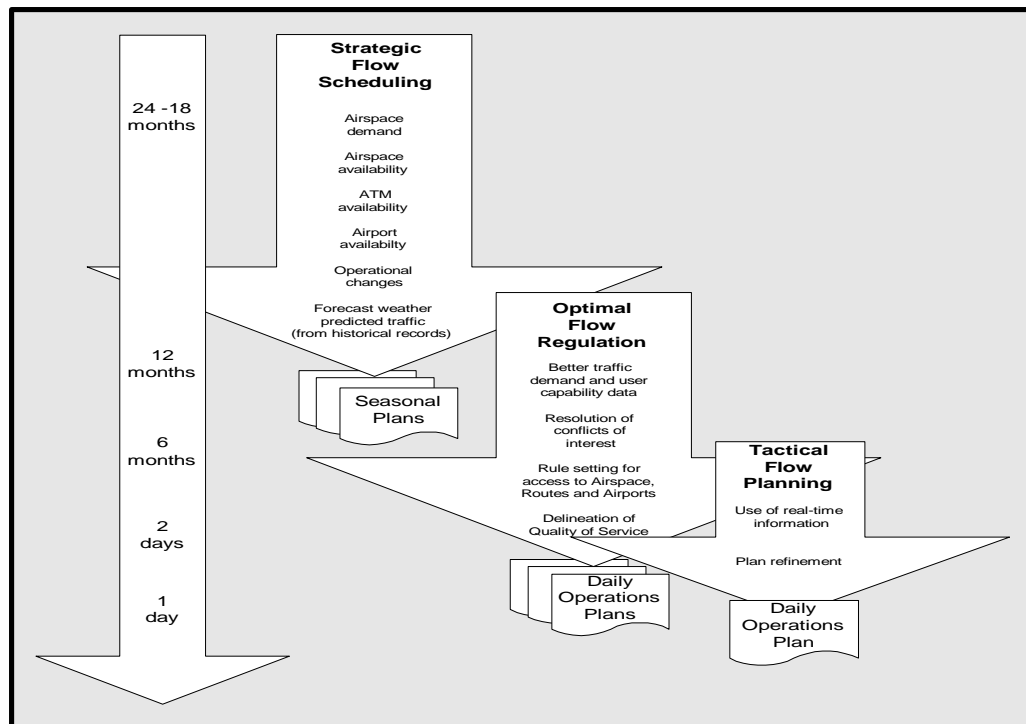 24 -18
months
12
months
6
months
2
days
1
day
Strategic
Flow
Scheduling
Airspace
demand
Airspace
availability
ATM
availability
Airport
availabilty
Operational
changes
Forecast weather
predicted traffic
(from historical records)
Seasonal
Plans
Optimal
Flow
Regulation
Better traffic
demand and user
capability data
Resolution of
conflicts of
interest
Rule setting for
access to Airspace,
Routes and Airports
Delineation of
Quality of Service
Daily
Operations
Plans
Tactical
Flow
Planning
Use of real-time
information
Plan refinement
Daily
Operations
Plan